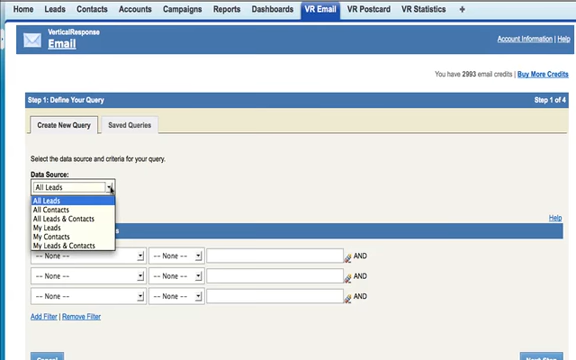 Home Leads Contacts Accounts Campaigns Reports Dashboards VR Email VR Postcard VR Statistics +
VerticalResponse
Email
Account Information | Help
You have 2993 email credits | Buy More Credits
Step 1: Define Your Query Step 1 of 4
Create New Query Saved Queries
Select the data source and criteria for your query.
Data Source:
All Leads
All Leads
All Contacts
All Leads & Contacts
My Leads
My Contacts
My Leads & Contacts
Help
-- None -- -- None -- AND
-- None -- -- None -- AND
-- None -- -- None -- AND
Add Filter | Remove Filter
Cancel Next Step